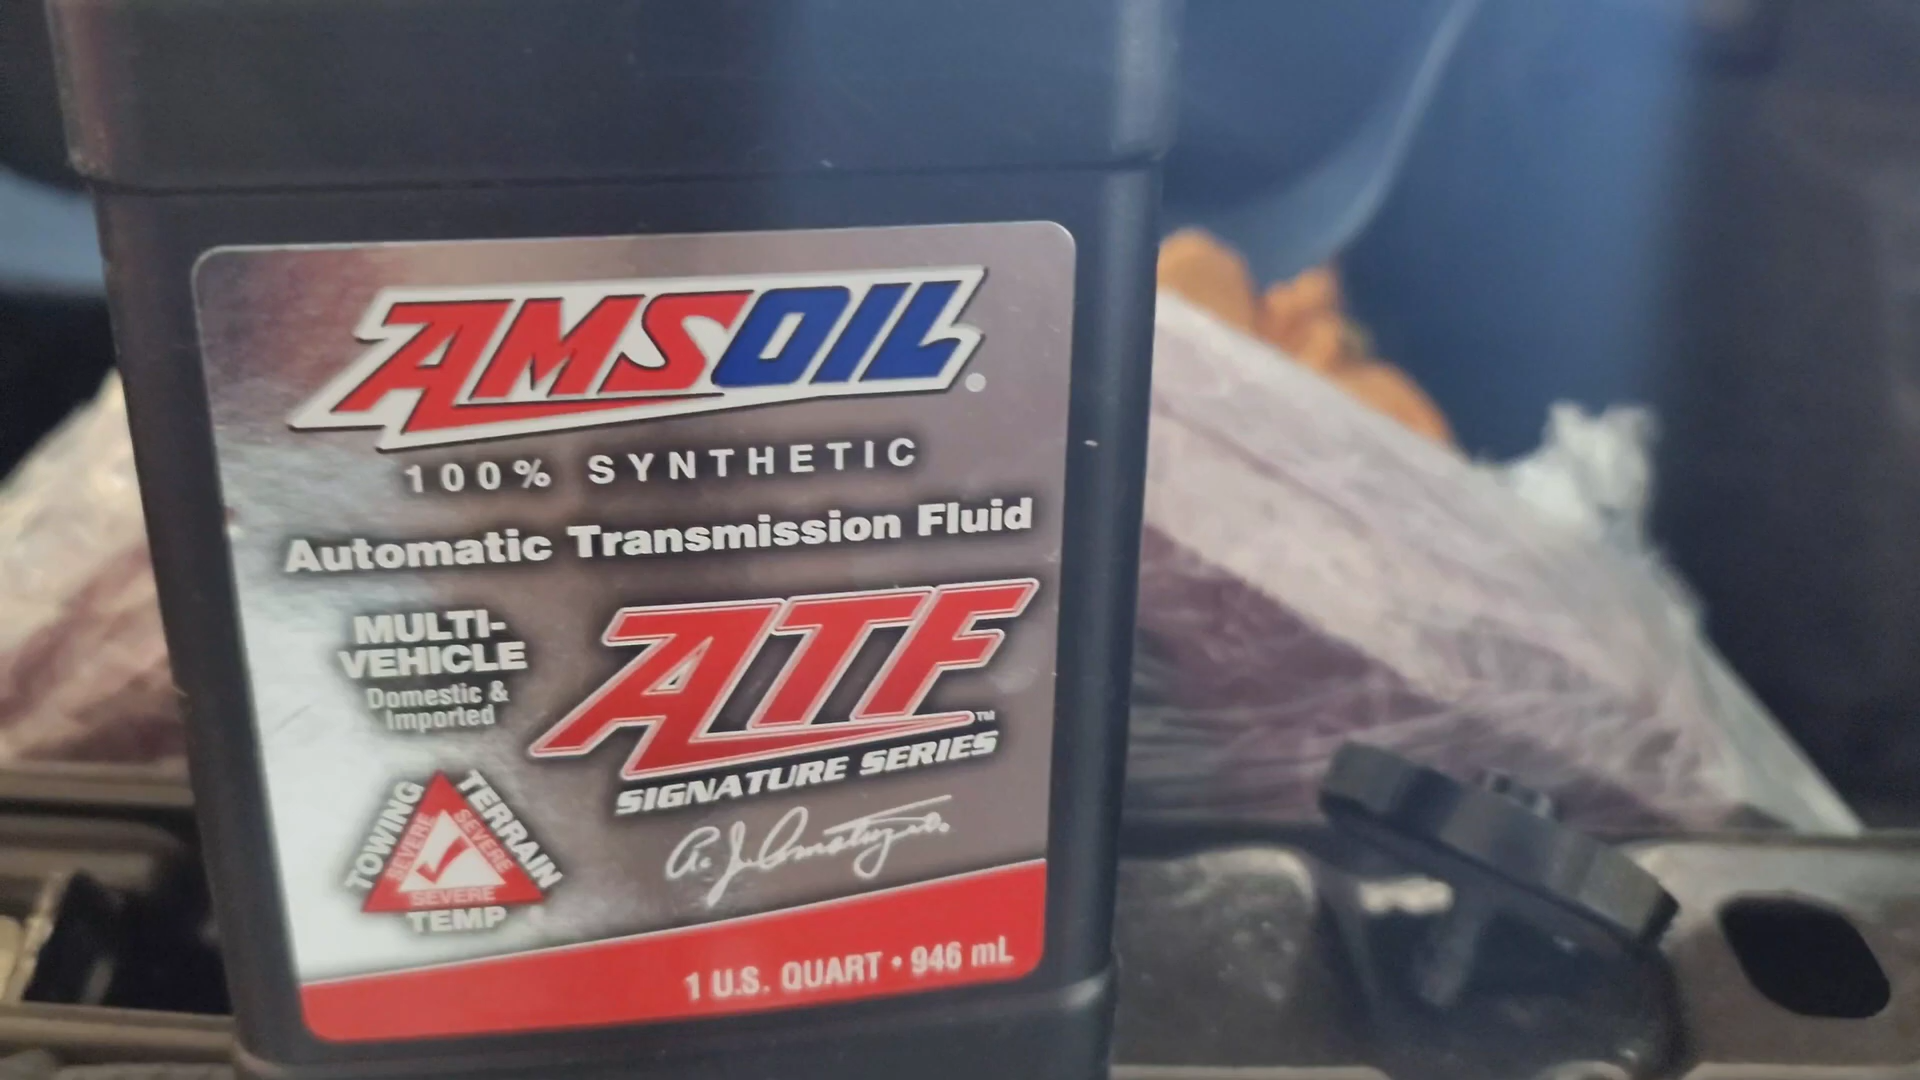 AMSOIL
100% SYNTHETIC
Automatic Transmission Fluid
MULTI-
VEHICLE
Domestic &
Imported
ATF™
SIGNATURE SERIES
TOWING
TERRAIN
SEVERE
SEVERE
SEVERE
TEMP
1 U.S. QUART • 946 mL